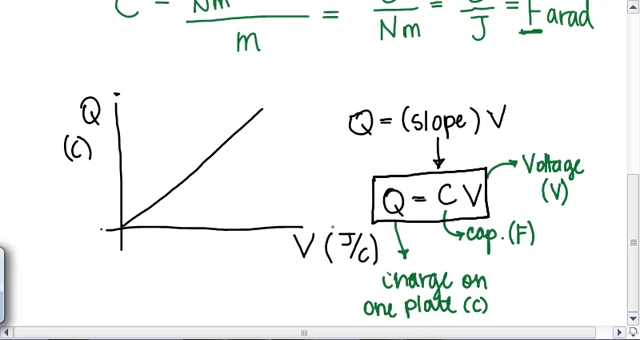 C = Nm
m
= Nm = J = Farad
Q
(C)
V (J/C)
Q = (slope) V
Q = C V
Voltage
(V)
cap. (F)
charge on
one plate (C)